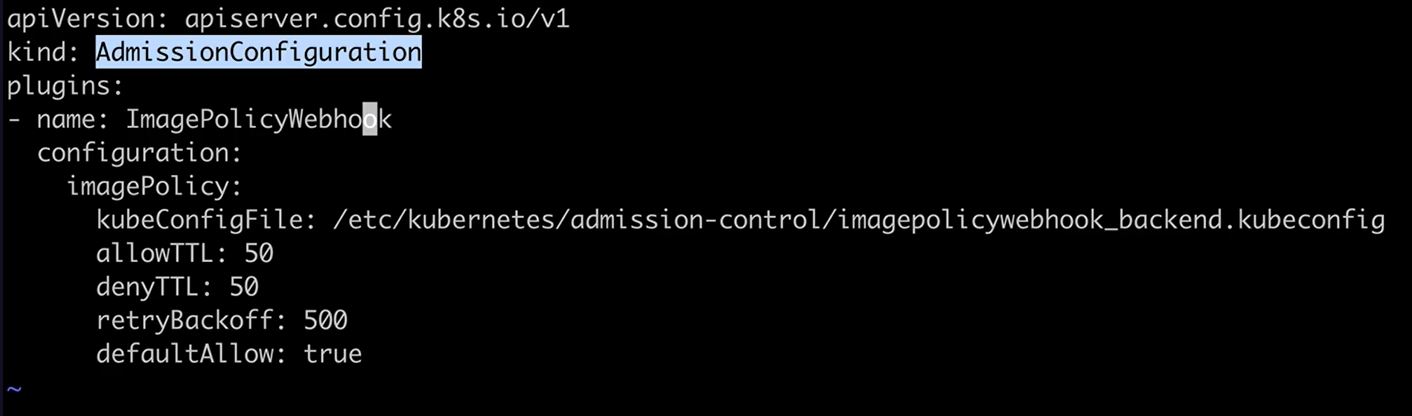 apiVersion: apiserver.config.k8s.io/v1
kind: AdmissionConfiguration
plugins:
- name: ImagePolicyWebhook
  configuration:
    imagePolicy:
      kubeConfigFile: /etc/kubernetes/admission-control/imagepolicywebhook_backend.kubeconfig
      allowTTL: 50
      denyTTL: 50
      retryBackoff: 500
      defaultAllow: true
~